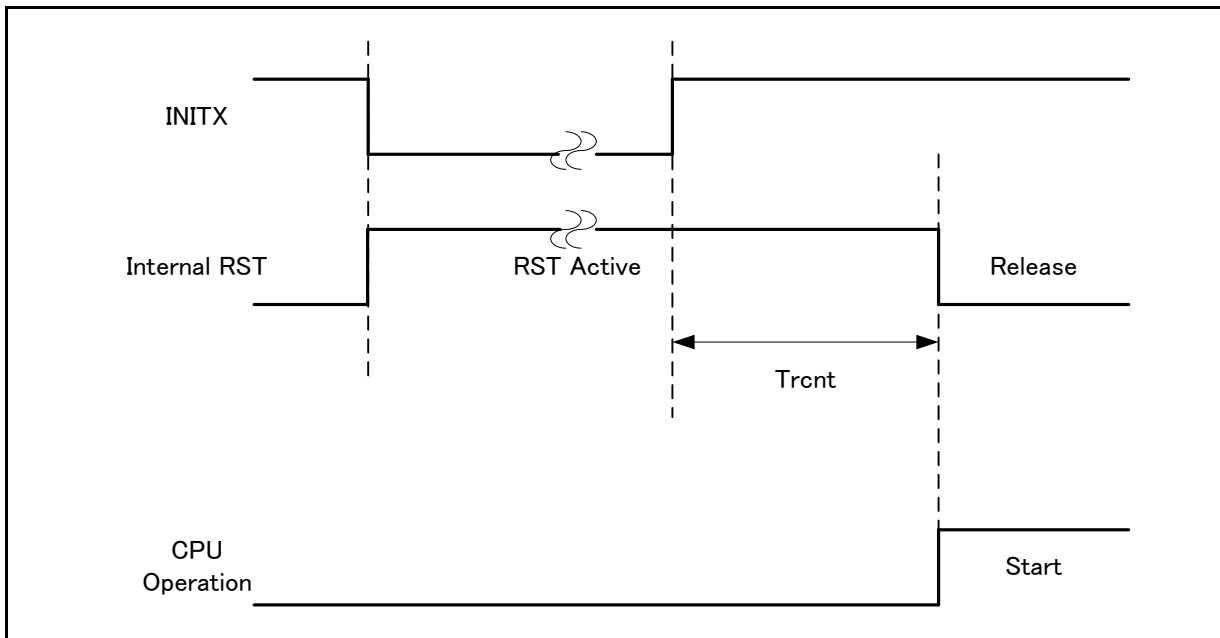 INITX
Internal RST
RST Active
Release
Trcnt
CPU
Operation
Start